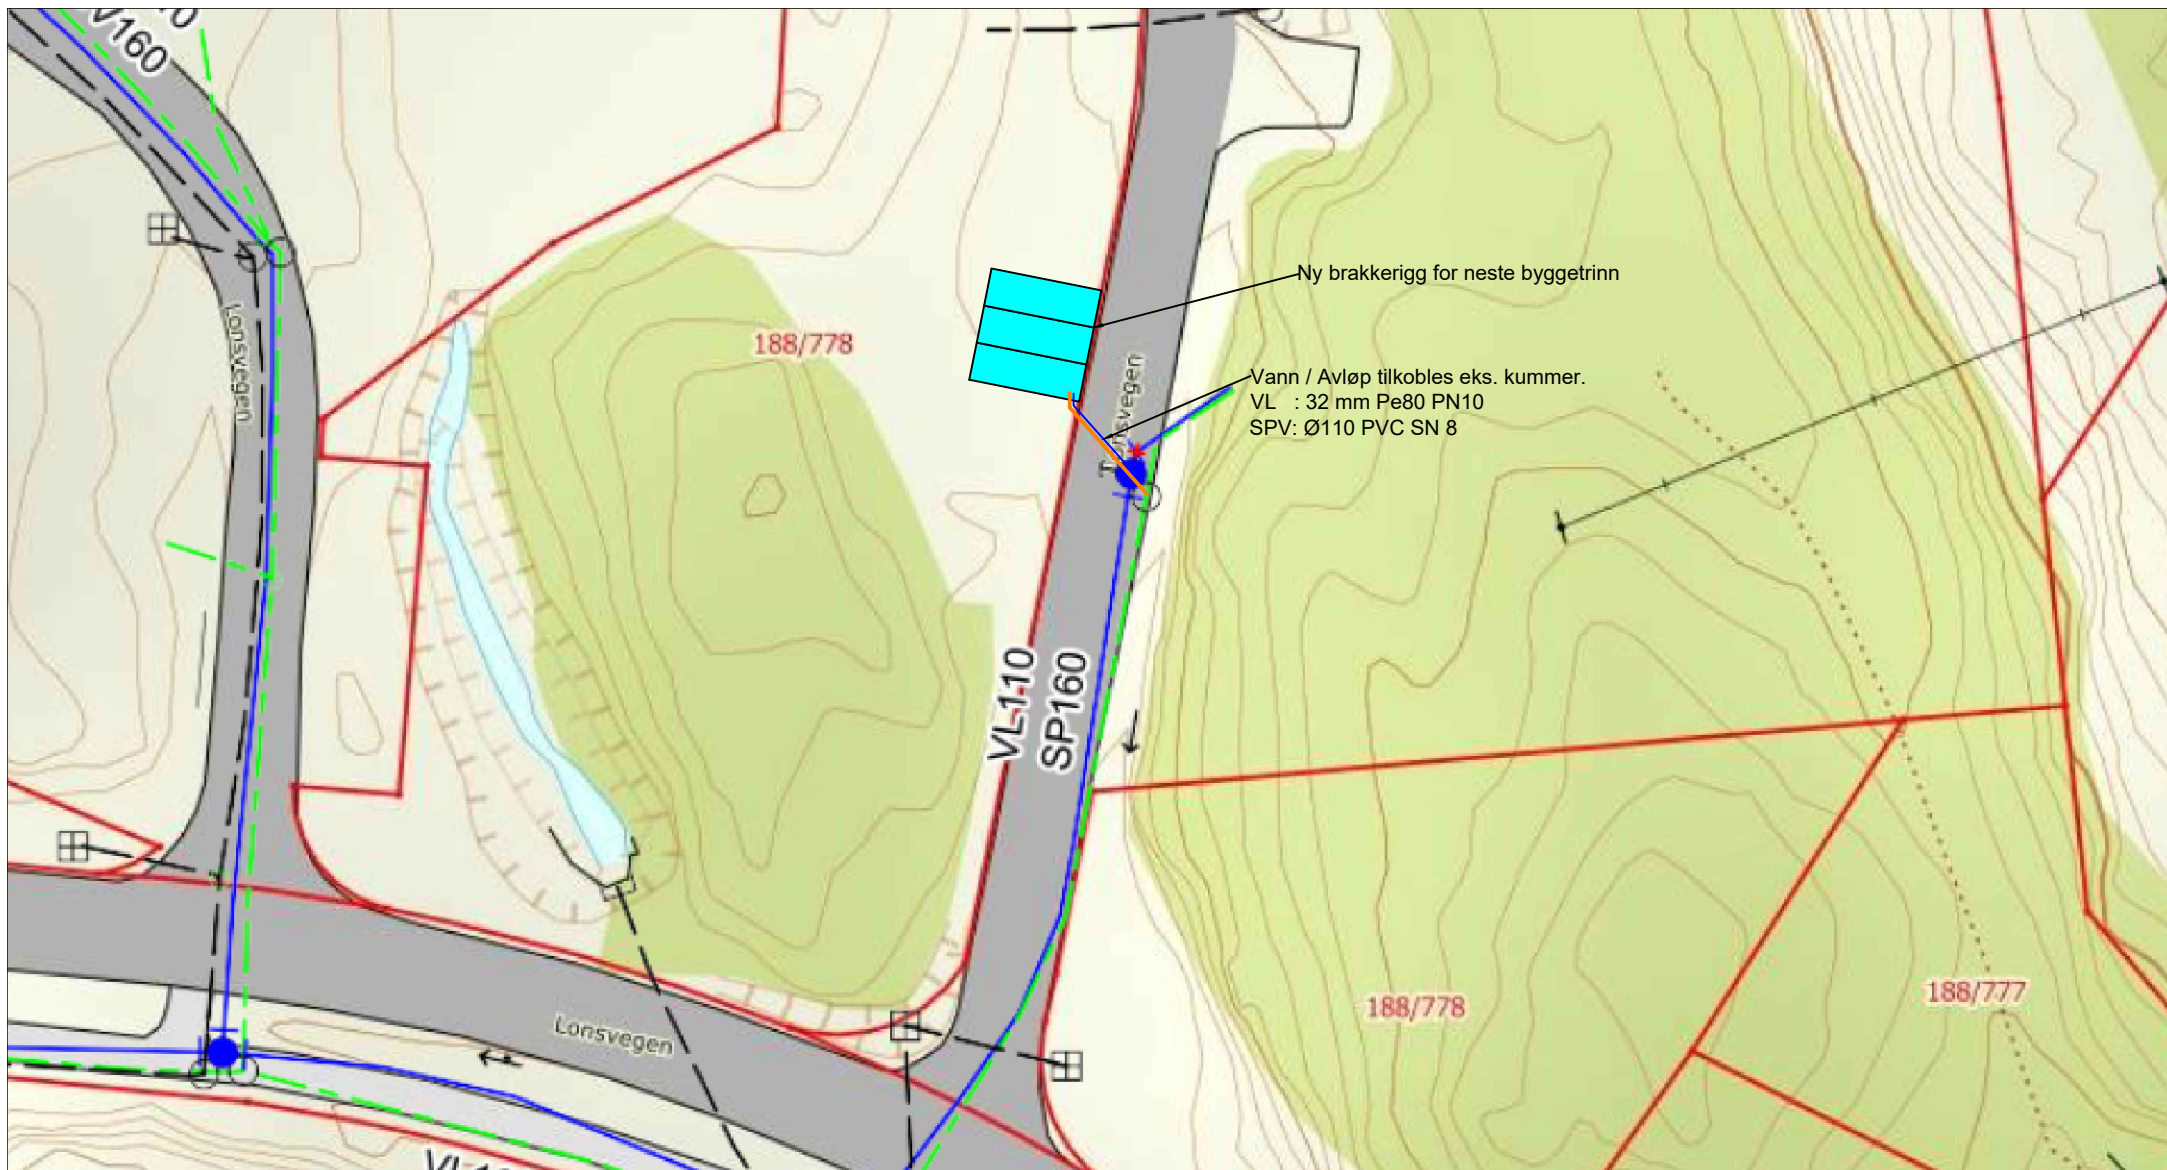 V160
Lonsvegen
188/778
Ny brakkerigg for neste byggetrinn
Vann / Avløp tilkobles eks. kummer.
VL : 32 mm Pe80 PN10
SPV: Ø110 PVC SN 8
VL110
SP160
188/778
188/777
Lonsvegen